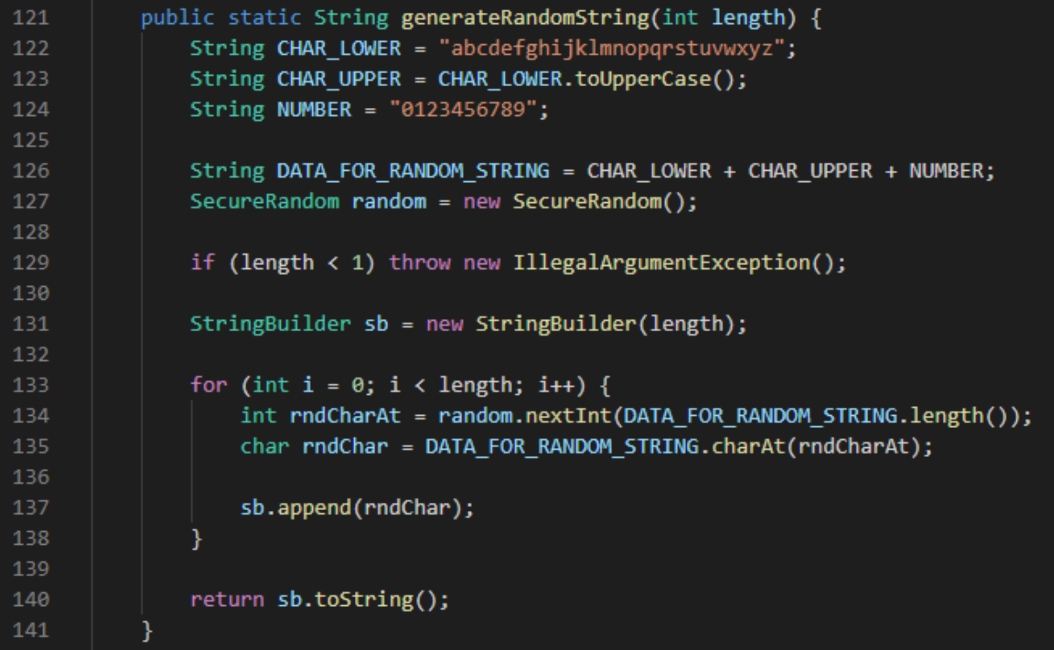 121 public static String generateRandomString(int length) {
122 String CHAR_LOWER = "abcdefghijklmnopqrstuvwxyz";
123 String CHAR_UPPER = CHAR_LOWER.toUpperCase();
124 String NUMBER = "0123456789";
125
126 String DATA_FOR_RANDOM_STRING = CHAR_LOWER + CHAR_UPPER + NUMBER;
127 SecureRandom random = new SecureRandom();
128
129 if (length < 1) throw new IllegalArgumentException();
130
131 StringBuilder sb = new StringBuilder(length);
132
133 for (int i = 0; i < length; i++) {
134 int rndCharAt = random.nextInt(DATA_FOR_RANDOM_STRING.length());
135 char rndChar = DATA_FOR_RANDOM_STRING.charAt(rndCharAt);
136
137 sb.append(rndChar);
138 }
139
140 return sb.toString();
141 }